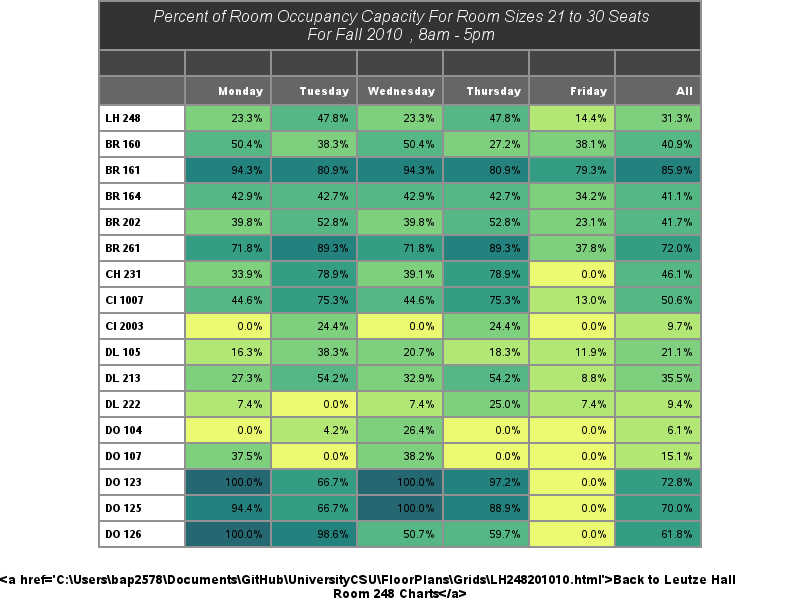 Percent of Room Occupancy Capacity For Room Sizes 21 to 30 Seats
For Fall 2010 , 8am - 5pm
Monday Tuesday Wednesday Thursday Friday All
LH 248 23.3% 47.8% 23.3% 47.8% 14.4% 31.3%
BR 160 50.4% 38.3% 50.4% 27.2% 38.1% 40.9%
BR 161 94.3% 80.9% 94.3% 80.9% 79.3% 85.9%
BR 164 42.9% 42.7% 42.9% 42.7% 34.2% 41.1%
BR 202 39.8% 52.8% 39.8% 52.8% 23.1% 41.7%
BR 261 71.8% 89.3% 71.8% 89.3% 37.8% 72.0%
CH 231 33.9% 78.9% 39.1% 78.9% 0.0% 46.1%
CI 1007 44.6% 75.3% 44.6% 75.3% 13.0% 50.6%
CI 2003 0.0% 24.4% 0.0% 24.4% 0.0% 9.7%
DL 105 16.3% 38.3% 20.7% 18.3% 11.9% 21.1%
DL 213 27.3% 54.2% 32.9% 54.2% 8.8% 35.5%
DL 222 7.4% 0.0% 7.4% 25.0% 7.4% 9.4%
DO 104 0.0% 4.2% 26.4% 0.0% 0.0% 6.1%
DO 107 37.5% 0.0% 38.2% 0.0% 0.0% 15.1%
DO 123 100.0% 66.7% 100.0% 97.2% 0.0% 72.8%
DO 125 94.4% 66.7% 100.0% 88.9% 0.0% 70.0%
DO 126 100.0% 98.6% 50.7% 59.7% 0.0% 61.8%
<a href='C:\Users\bap2578\Documents\GitHub\UniversityCSU\FloorPlans\Grids\LH248201010.html'>Back to Leutze Hall
Room 248 Charts</a>